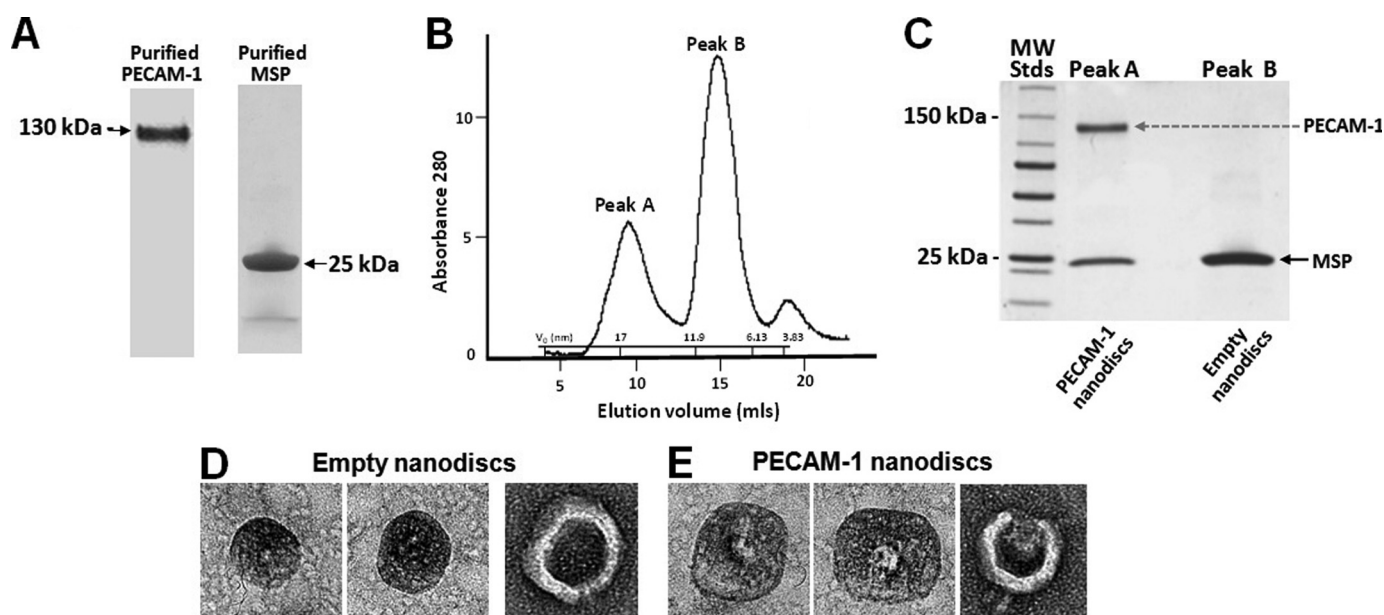 A
Purified
PECAM-1
Purified
MSP
130 kDa
25 kDa
B
Peak A
Peak B
Absorbance 280
10
5
0
V0 (nm) 17 11.9 6.13 3.83
5 10 15 20
Elution volume (mls)
C
MW
Stds
Peak A
Peak B
150 kDa -
25 kDa -
PECAM-1
MSP
PECAM-1
nanodiscs
Empty
nanodiscs
D
Empty nanodiscs
E
PECAM-1 nanodiscs